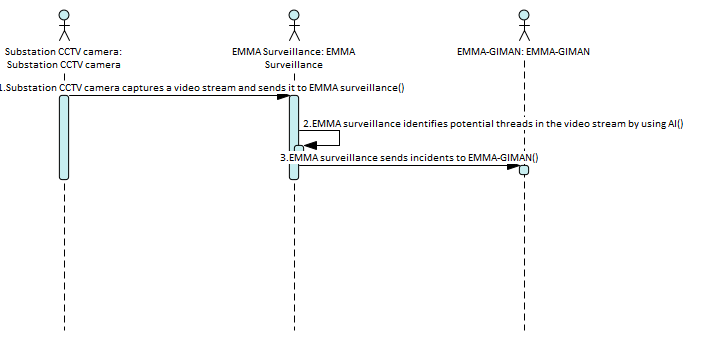 Substation CCTV camera:
Substation CCTV camera
EMMA Surveillance: EMMA
Surveillance
EMMA-GIMAN: EMMA-GIMAN
1.Substation CCTV camera captures a video stream and sends it to EMMA surveillance()
2.EMMA surveillance identifies potential threads in the video stream by using AI()
3.EMMA surveillance sends incidents to EMMA-GIMAN()